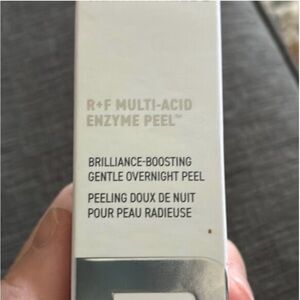 R+F MULTI-ACID
ENZYME PEEL™
BRILLIANCE-BOOSTING
GENTLE OVERNIGHT PEEL
PEELING DOUX DE NUIT
POUR PEAU RADIEUSE